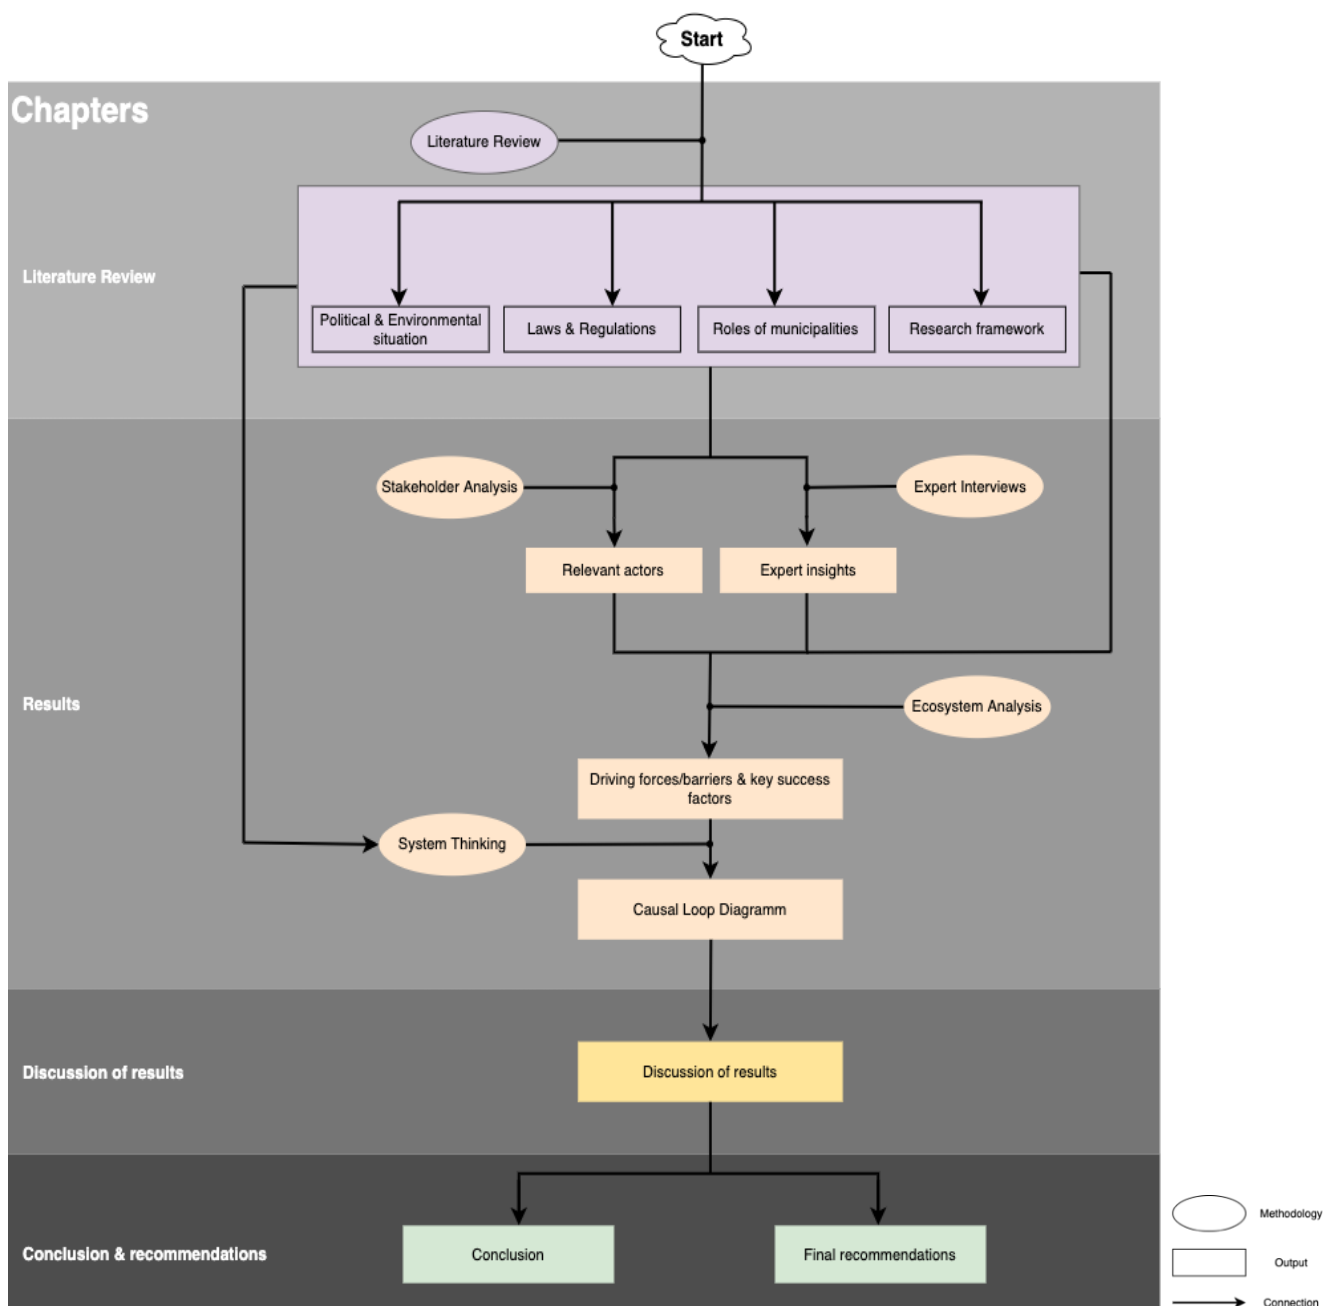 Start
Chapters
Literature Review
Literature Review
Political & Environmental
situation
Laws & Regulations
Roles of municipalities
Research framework
Stakeholder Analysis
Expert Interviews
Relevant actors
Expert insights
Results
Ecosystem Analysis
Driving forces/barriers & key success
factors
System Thinking
Causal Loop Diagramm
Discussion of results
Discussion of results
Methodology
Conclusion & recommendations
Conclusion
Final recommendations
Output
Connection